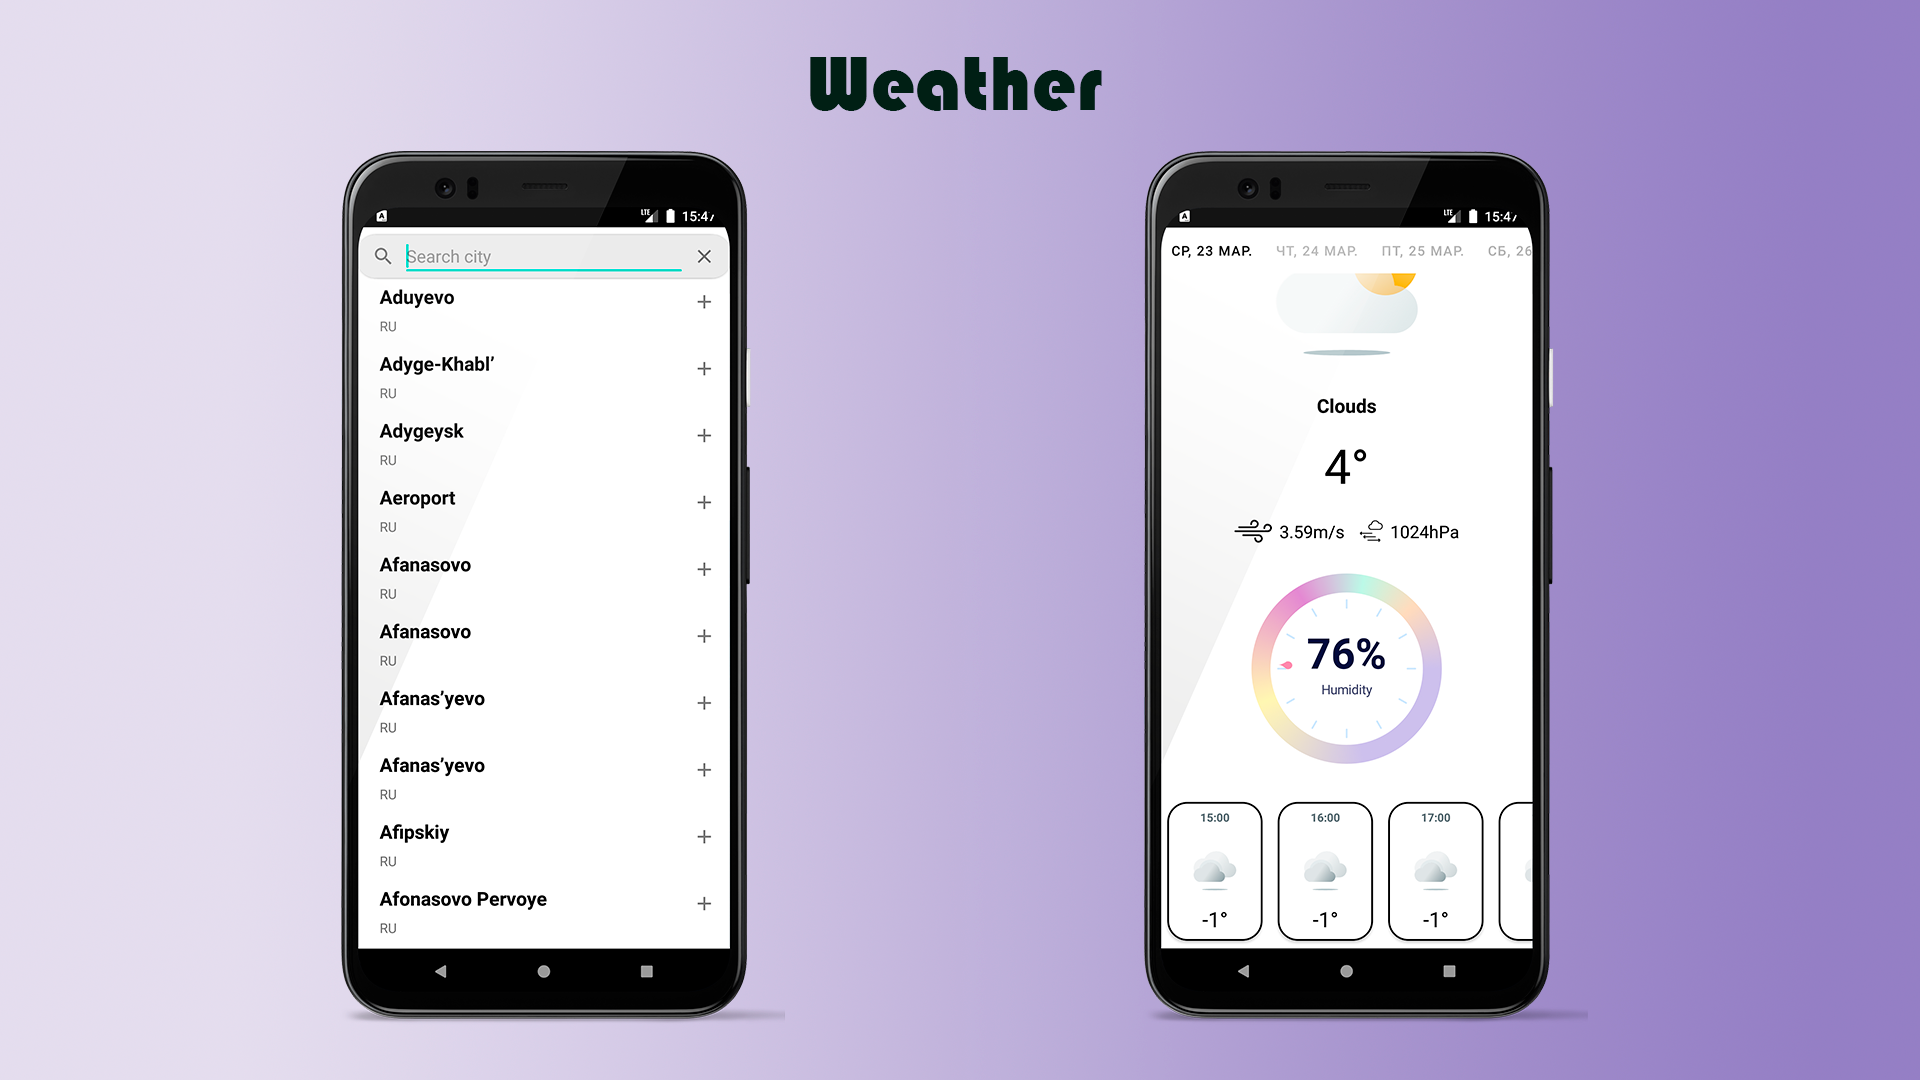 Weather
LTE 15:47
Search city
Aduyevo
RU
Adyge-Khabl’
RU
Adygeysk
RU
Aeroport
RU
Afanasovo
RU
Afanasovo
RU
Afanas’yevo
RU
Afanas’yevo
RU
Afipskiy
RU
Afonasovo Pervoye
RU
LTE 15:47
СР, 23 МАР. ЧТ, 24 МАР. ПТ, 25 МАР. СБ, 26
Clouds
4°
3.59m/s 1024hPa
76%
Humidity
15:00 16:00 17:00
-1° -1° -1°